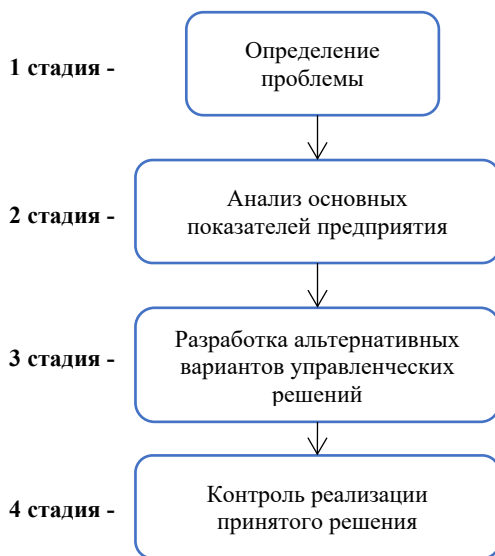 1 стадия -
Определение
проблемы
2 стадия -
Анализ основных
показателей предприятия
3 стадия -
Разработка альтернативных
вариантов управленческих
решений
4 стадия -
Контроль реализации
принятого решения